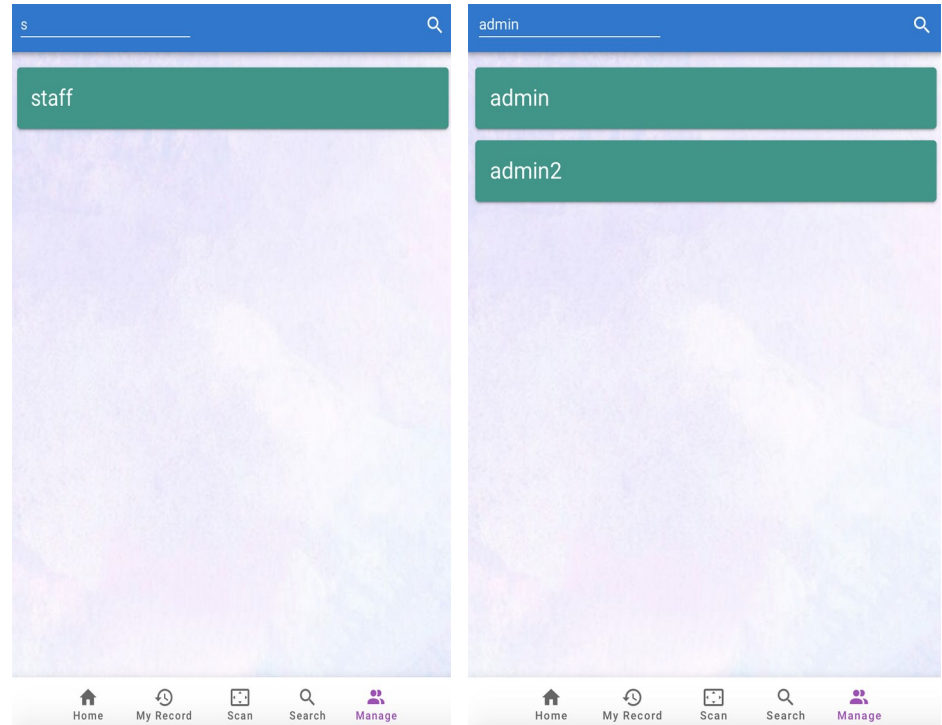 s
staff
Home My Record Scan Search Manage
admin
admin
admin2
Home My Record Scan Search Manage